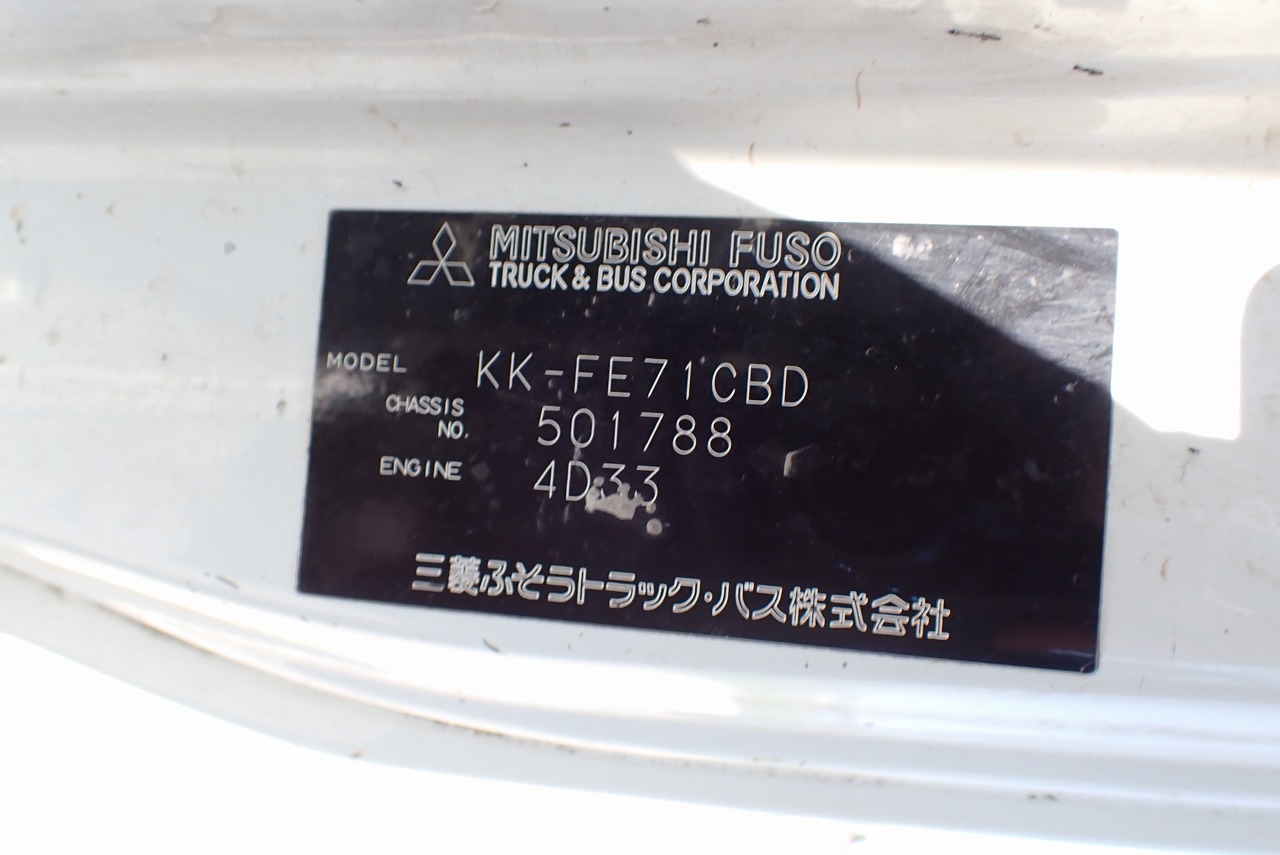 MITSUBISHI FUSO
TRUCK & BUS CORPORATION
MODEL KK-FE71CBD
CHASSIS NO. 501788
ENGINE 4D33
三菱ふそうトラック・バス株式会社